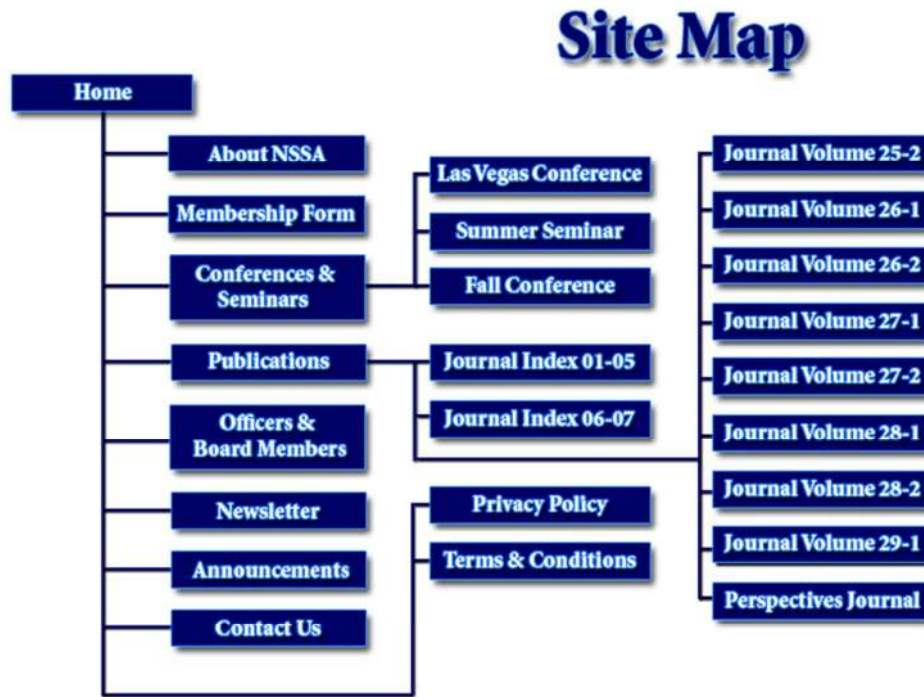 Site Map
Home
About NSSA
Membership Form
Conferences &
Seminars
Publications
Officers &
Board Members
Newsletter
Announcements
Contact Us
Las Vegas Conference
Summer Seminar
Fall Conference
Journal Index 01-05
Journal Index 06-07
Privacy Policy
Terms & Conditions
Journal Volume 25-2
Journal Volume 26-1
Journal Volume 26-2
Journal Volume 27-1
Journal Volume 27-2
Journal Volume 28-1
Journal Volume 28-2
Journal Volume 29-1
Perspectives Journal